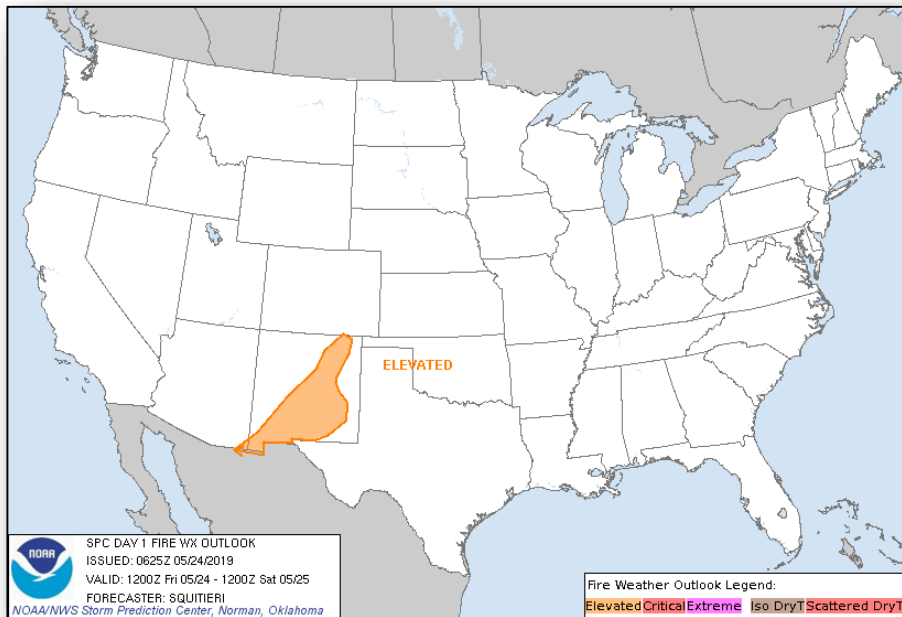 ELEVATED
NOAA
SPC DAY 1 FIRE WX OUTLOOK
ISSUED: 0625Z 05/24/2019
VALID: 1200Z Fri 05/24 - 1200Z Sat 05/25
FORECASTER: SQUITIERI
NOAA/NWS Storm Prediction Center, Norman, Oklahoma
Fire Weather Outlook Legend:
Elevated Critical Extreme Iso DryT Scattered DryT